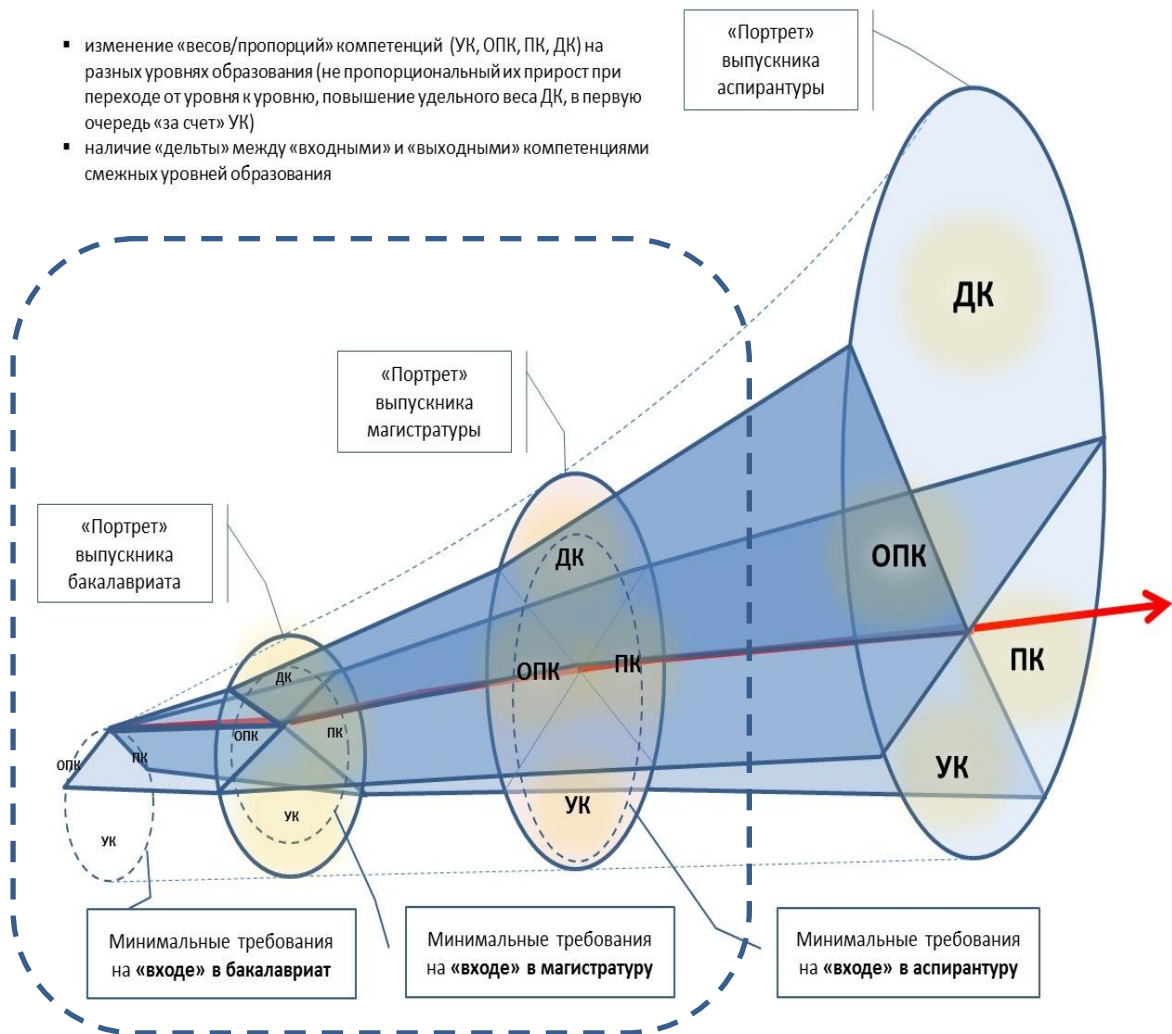 ▪ изменение «весов/пропорций» компетенций (УК, ОПК, ПК, ДК) на
разных уровнях образования (не пропорциональный их прирост при
переходе от уровня к уровню, повышение удельного веса ДК, в первую
очередь «за счет» УК)
▪ наличие «дельты» между «входными» и «выходными» компетенциями
смежных уровней образования
«Портрет»
выпускника
аспирантуры
«Портрет»
выпускника
магистратуры
«Портрет»
выпускника
бакалавриата
ДК
ОПК
ПК
УК
ДК
ОПК
ПК
УК
ДК
ОПК
ПК
УК
ОПК
ПК
УК
Минимальные требования
на «входе» в бакалавриат
Минимальные требования
на «входе» в магистратуру
Минимальные требования
на «входе» в аспирантуру